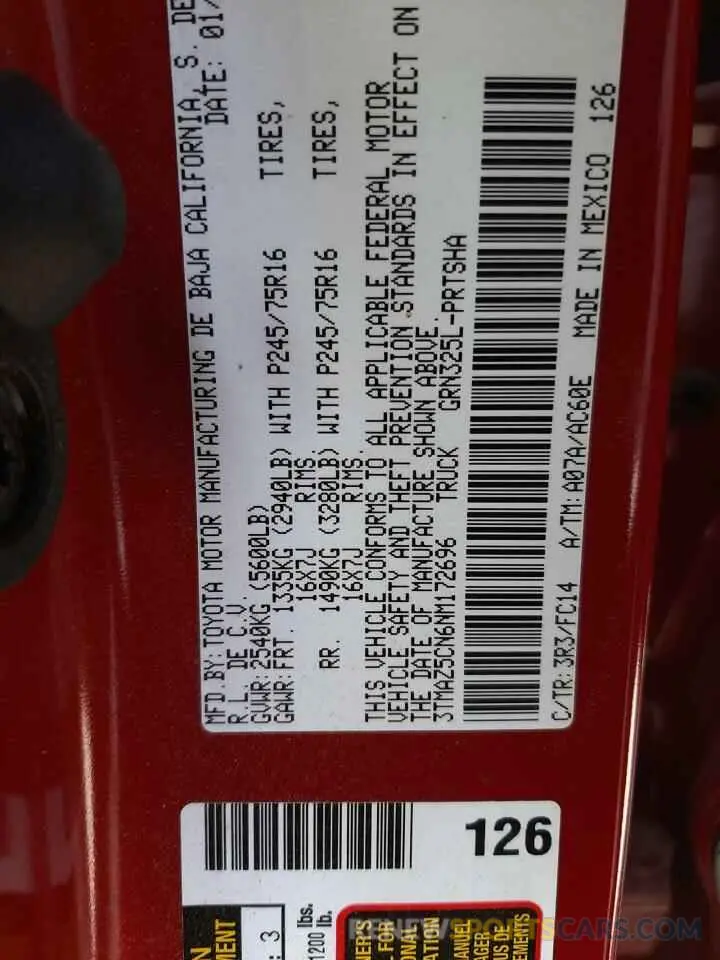 MFD.BY:TOYOTA MOTOR MANUFACTURING DE BAJA CALIFORNIA, S. DE
R.L. DE C.V. DATE: 01/
GVWR:2540KG (5600LB)
GAWR:FRT. 1335KG (2940LB) WITH P245/75R16 TIRES,
16X7J RIMS.
RR. 1490KG (3280LB) WITH P245/75R16 TIRES,
16X7J RIMS.
THIS VEHICLE CONFORMS TO ALL APPLICABLE FEDERAL MOTOR
VEHICLE SAFETY AND THEFT PREVENTION STANDARDS IN EFFECT ON
THE DATE OF MANUFACTURE SHOWN ABOVE.
3TMAZ5CN6NM172696 TRUCK GRN325L-PRTSHA
C/TR:3R3/FC14 A/TM:A07A/AC60E MADE IN MEXICO 126
126
: 3
lbs.
1200 lb.
RENEWSPORTSCARS.COM